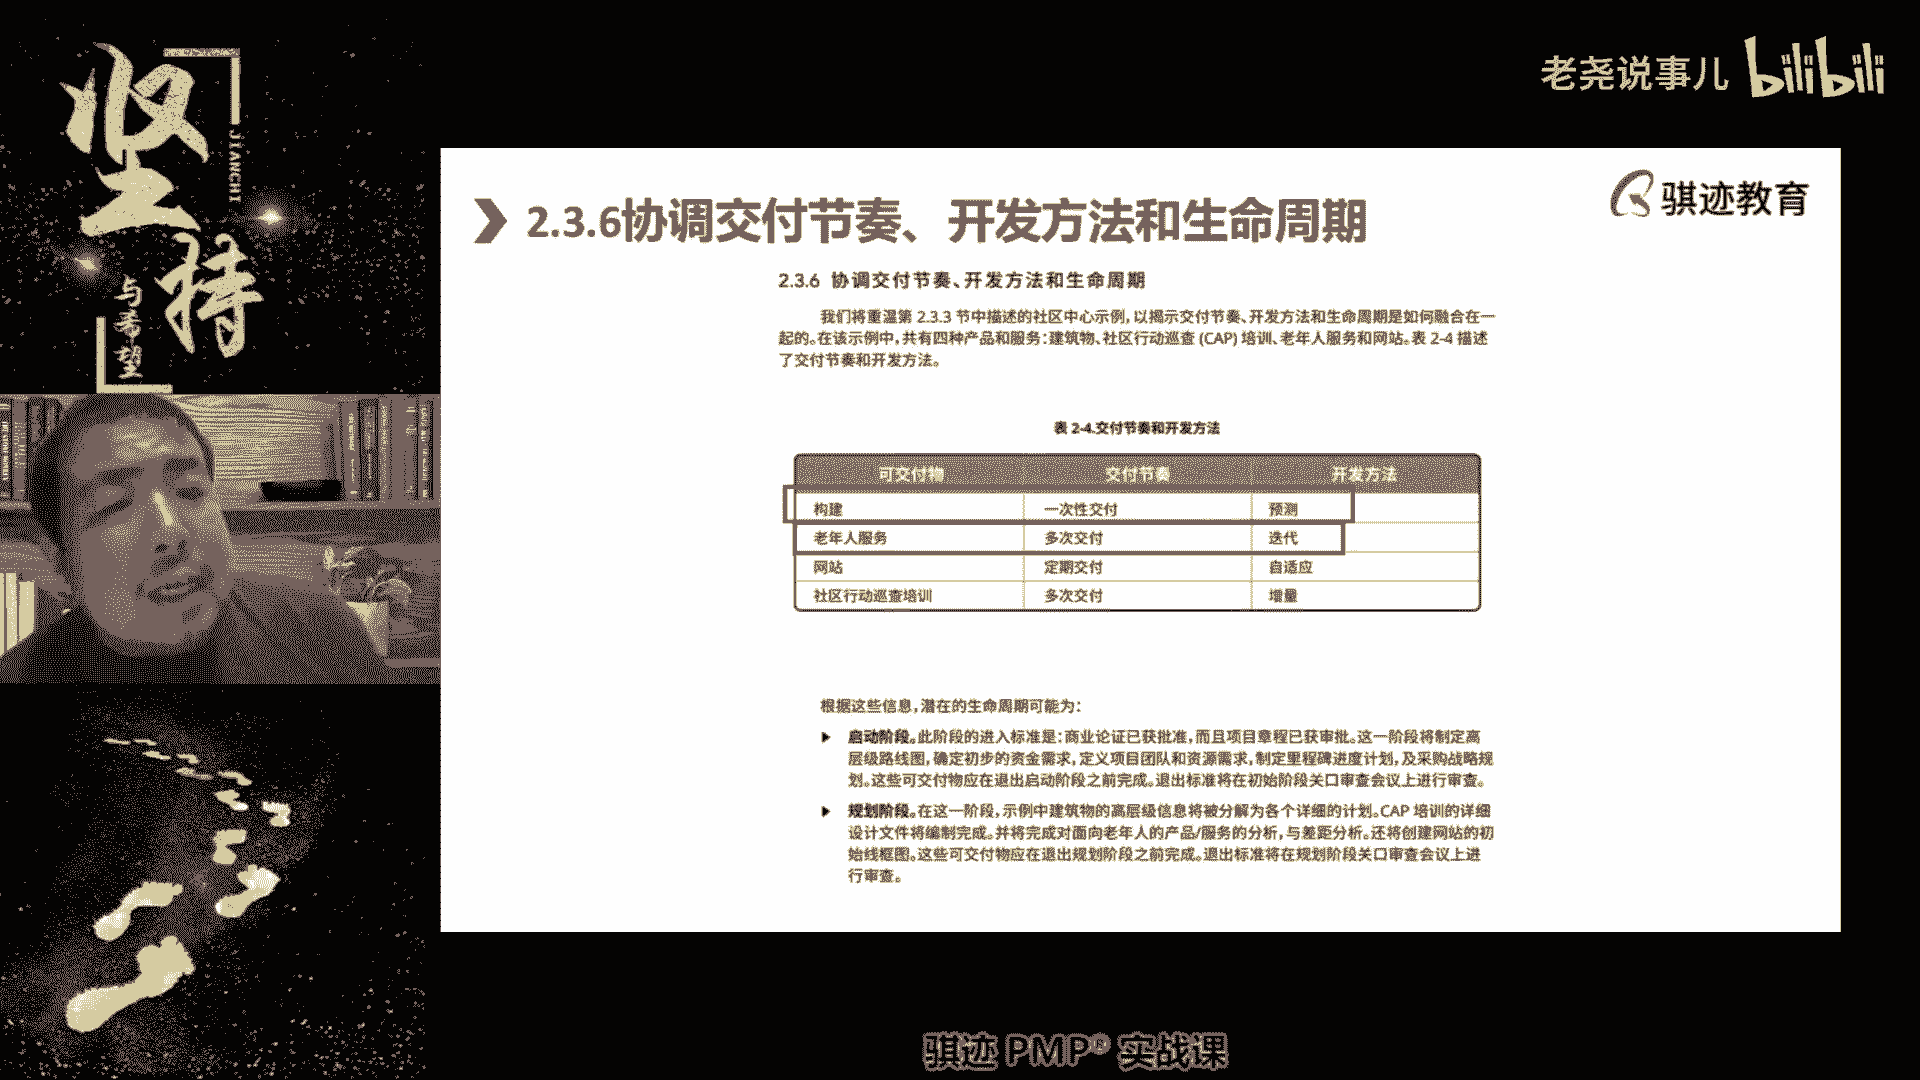 坚
持
JIANCHI
与
希
望
老尧说事儿 bilibili
骐迹教育
2.3.6协调交付节奏、开发方法和生命周期
2.3.6 协调交付节奏、开发方法和生命周期
我们将重温第 2.3.3 节中描述的社区中心示例，以揭示交付节奏、开发方法和生命周期是如何融合在一
起的。在该示例中，共有四种产品和服务：建筑物、社区行动巡查 (CAP) 培训、老年人服务和网站。表 2-4 描述
了交付节奏和开发方法。
表 2-4.交付节奏和开发方法
可交付物 交付节奏 开发方法
构建 一次性交付 预测
老年人服务 多次交付 迭代
网站 定期交付 自适应
社区行动巡查培训 多次交付 增量
根据这些信息，潜在的生命周期可能为：
启动阶段。此阶段的进入标准是：商业论证已获批准，而且项目章程已获审批。这一阶段将制定高
层级路线图，确定初步的资金需求，定义项目团队和资源需求，制定里程碑进度计划，及采购战略规
划。这些可交付物应在退出启动阶段之前完成。退出标准将在初始阶段关口审查会议上进行审查。
规划阶段。在这一阶段，示例中建筑物的高层级信息将被分解为各个详细的计划。CAP 培训的详细
设计文件将编制完成。并将完成对面向老年人的产品/服务的分析，与差距分析。还将创建网站的初
始线框图。这些可交付物应在退出规划阶段之前完成。退出标准将在规划阶段关口审查会议上进
行审查。
骐迹 PMP® 实战课